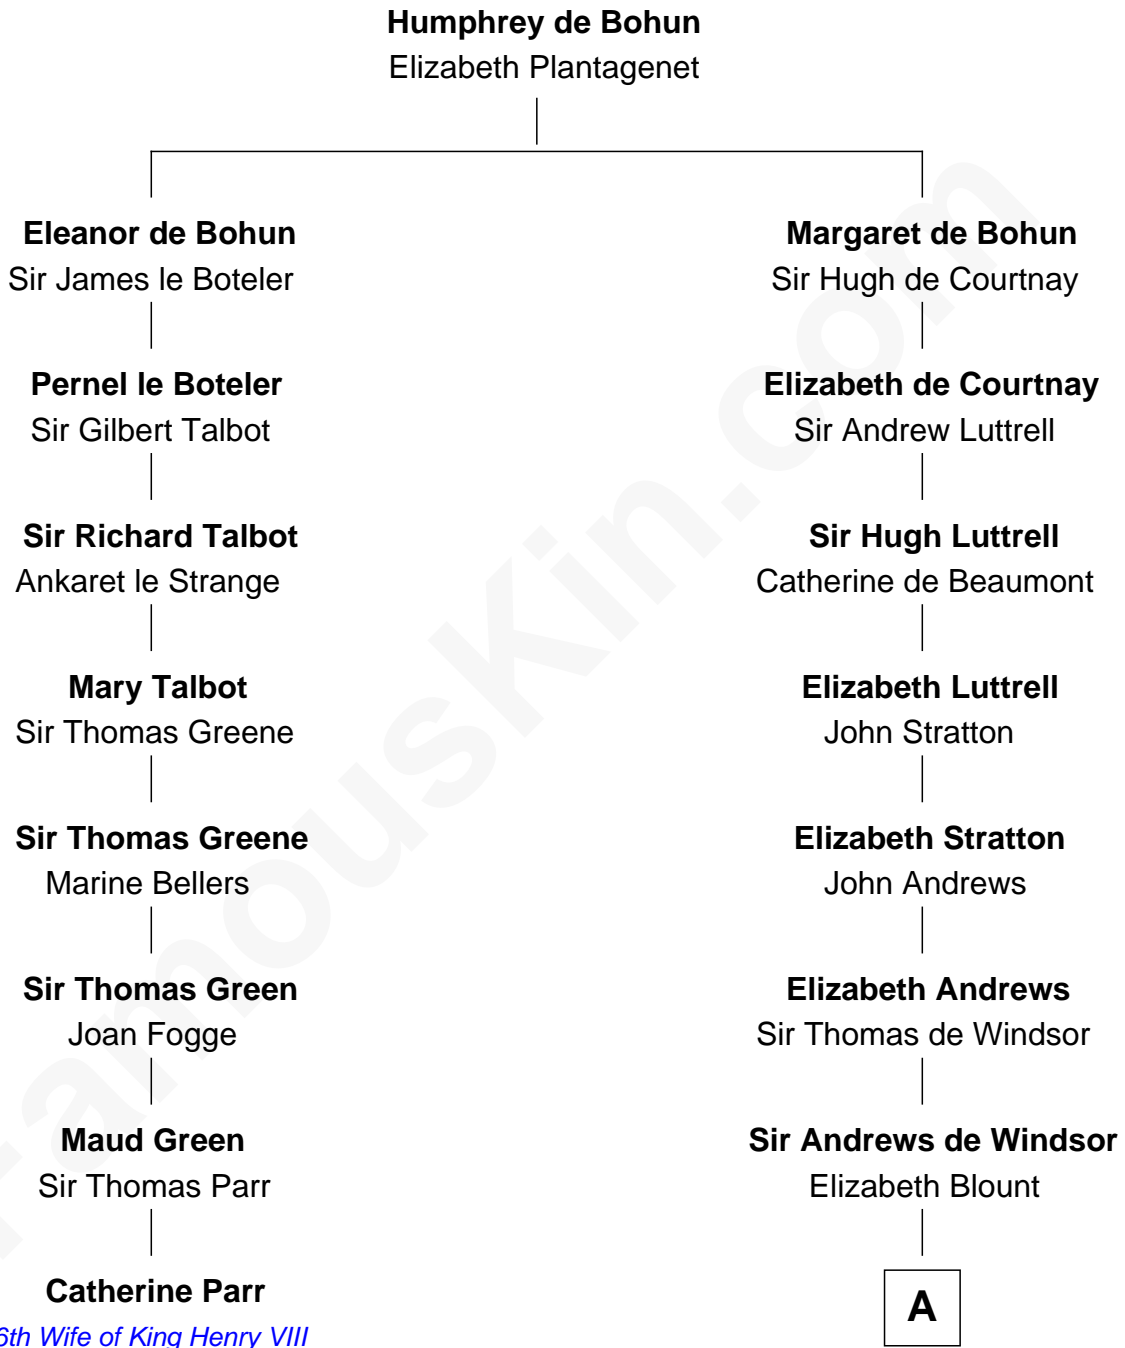 Humphrey de Bohun
Elizabeth Plantagenet
Eleanor de Bohun
Sir James le Boteler
Margaret de Bohun
Sir Hugh de Courtnay
Pernel le Boteler
Sir Gilbert Talbot
Elizabeth de Courtnay
Sir Andrew Luttrell
Sir Richard Talbot
Ankaret le Strange
Sir Hugh Luttrell
Catherine de Beaumont
Mary Talbot
Sir Thomas Greene
Elizabeth Luttrell
John Stratton
Sir Thomas Greene
Marine Bellers
Elizabeth Stratton
John Andrews
Sir Thomas Green
Joan Fogge
Elizabeth Andrews
Sir Thomas de Windsor
Maud Green
Sir Thomas Parr
Sir Andrews de Windsor
Elizabeth Blount
Catherine Parr
6th Wife of King Henry VIII
A
FamousKin.com